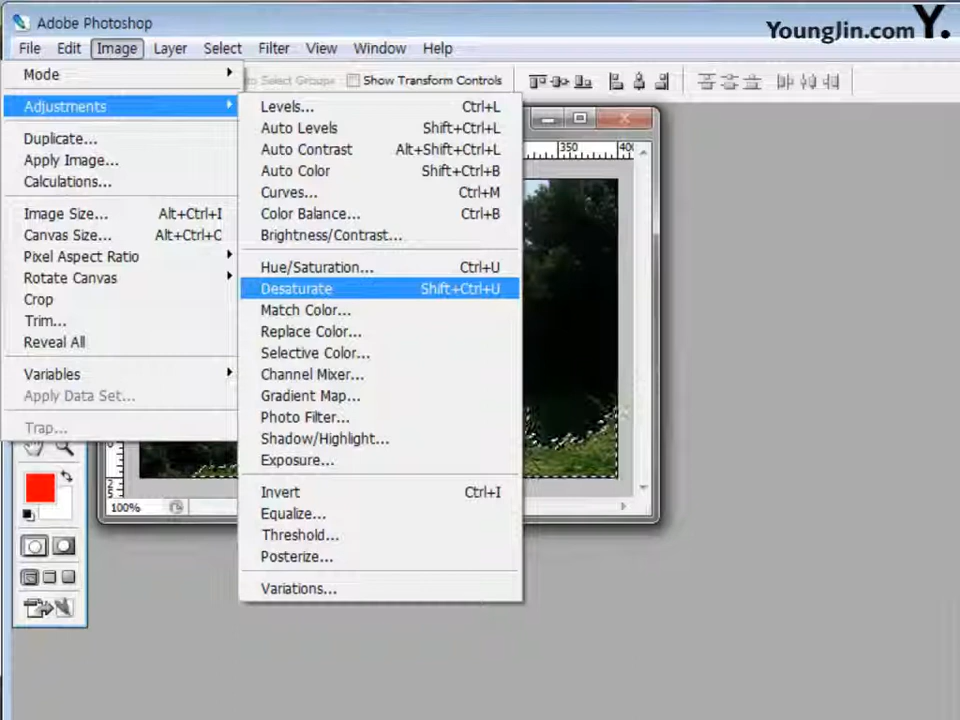 Adobe Photoshop
YoungJin.com Y.
File Edit Image Layer Select Filter View Window Help
Show Transform Controls
Mode
Adjustments
Duplicate...
Apply Image...
Calculations...
Image Size... Alt+Ctrl+I
Canvas Size... Alt+Ctrl+C
Pixel Aspect Ratio
Rotate Canvas
Crop
Trim...
Reveal All
Variables
Apply Data Set...
Trap...
Levels... Ctrl+L
Auto Levels Shift+Ctrl+L
Auto Contrast Alt+Shift+Ctrl+L
Auto Color Shift+Ctrl+B
Curves... Ctrl+M
Color Balance... Ctrl+B
Brightness/Contrast...
Hue/Saturation... Ctrl+U
Desaturate Shift+Ctrl+U
Match Color...
Replace Color...
Selective Color...
Channel Mixer...
Gradient Map...
Photo Filter...
Shadow/Highlight...
Exposure...
Invert Ctrl+I
Equalize...
Threshold...
Posterize...
Variations...
350
100%